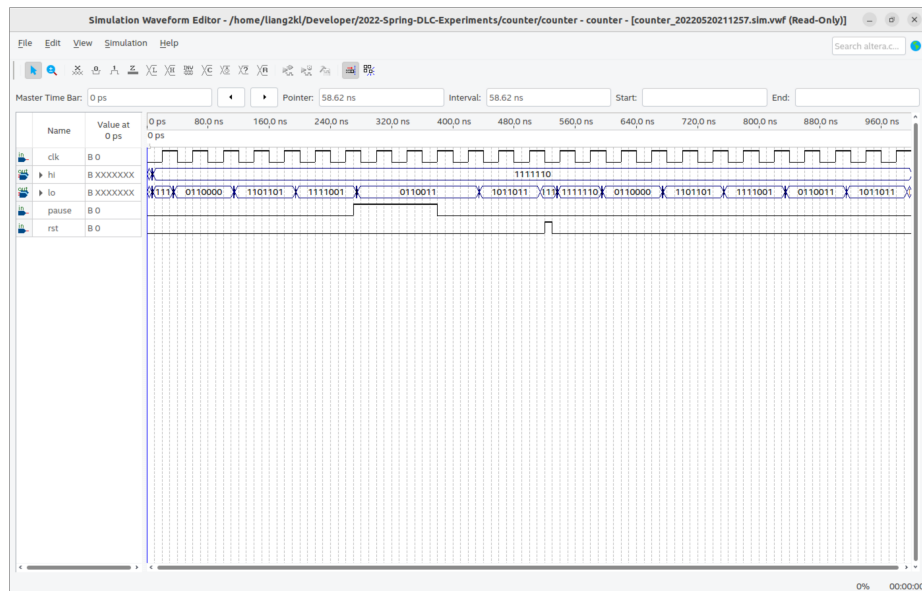 Simulation Waveform Editor - /home/liang2kl/Developer/2022-Spring-DLC-Experiments/counter/counter - counter - [counter_20220520211257.sim.vwf (Read-Only)]
File Edit View Simulation Help
Search altera.c...
Master Time Bar: 0 ps Pointer: 58.62 ns Interval: 58.62 ns Start: End:
Name Value at 0 ps
0 ps 80.0 ns 160.0 ns 240.0 ns 320.0 ns 400.0 ns 480.0 ns 560.0 ns 640.0 ns 720.0 ns 800.0 ns 880.0 ns 960.0 ns
0 ps
clk B 0
hi B XXXXXXX 1111110
lo B XXXXXXX 111 0110000 1101101 1111001 0110011 1011011 111 1111110 0110000 1101101 1111001 0110011 1011011
pause B 0
rst B 0
0% 00:00:00